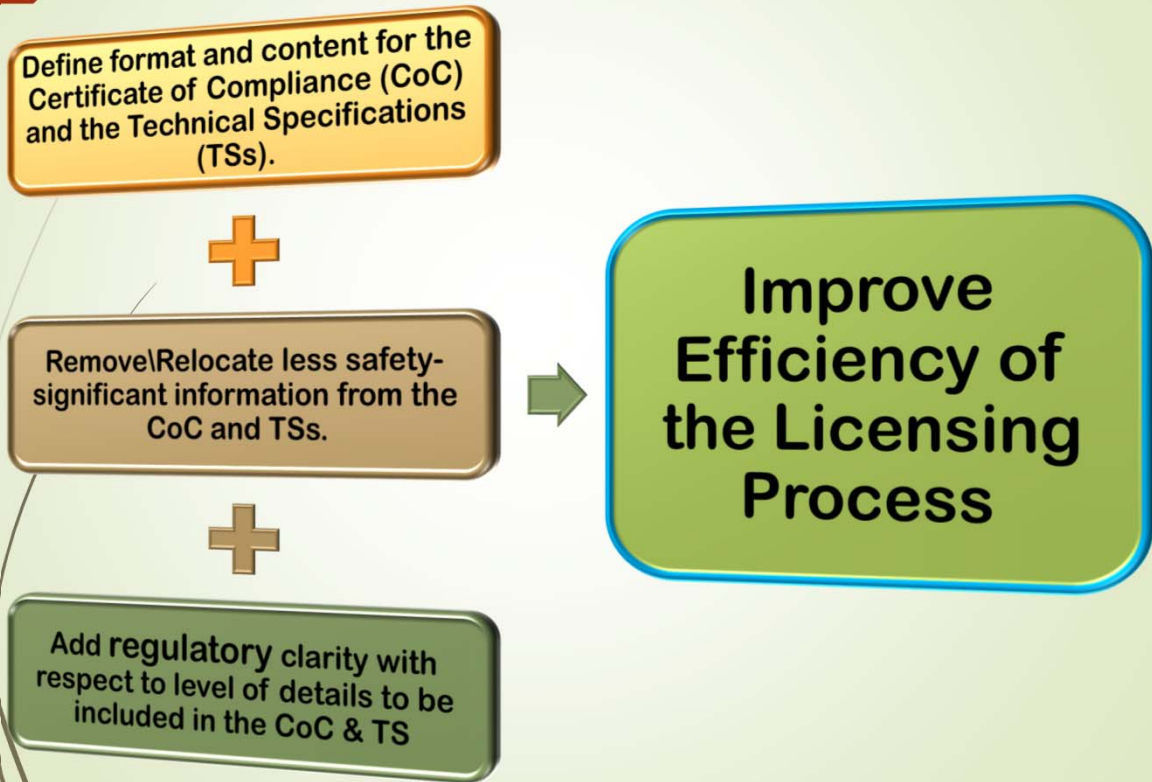 Define format and content for the
Certificate of Compliance (CoC)
and the Technical Specifications
(TSs).
Remove\Relocate less safety-
significant information from the
CoC and TSs.
Add regulatory clarity with
respect to level of details to be
included in the CoC & TS
Improve
Efficiency of
the Licensing
Process